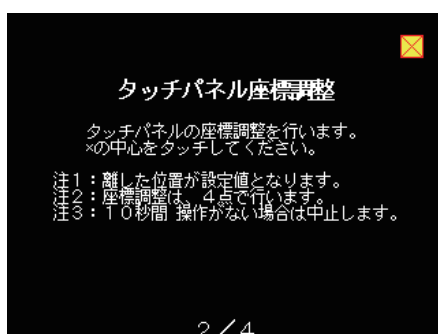 タッチパネル座標調整
タッチパネルの座標調整を行います。
×の中心をタッチしてください。
注１：離した位置が設定値となります。
注２：座標調整は、４点で行います。
注３：１０秒間 操作がない場合は中止します。
２／４